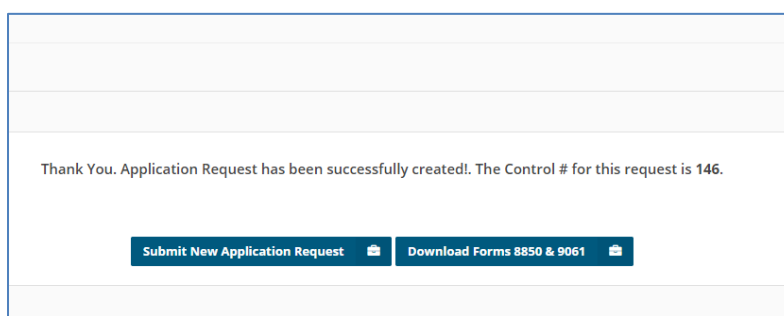 Thank You. Application Request has been successfully created!. The Control # for this request is 146.
Submit New Application Request
Download Forms 8850 & 9061